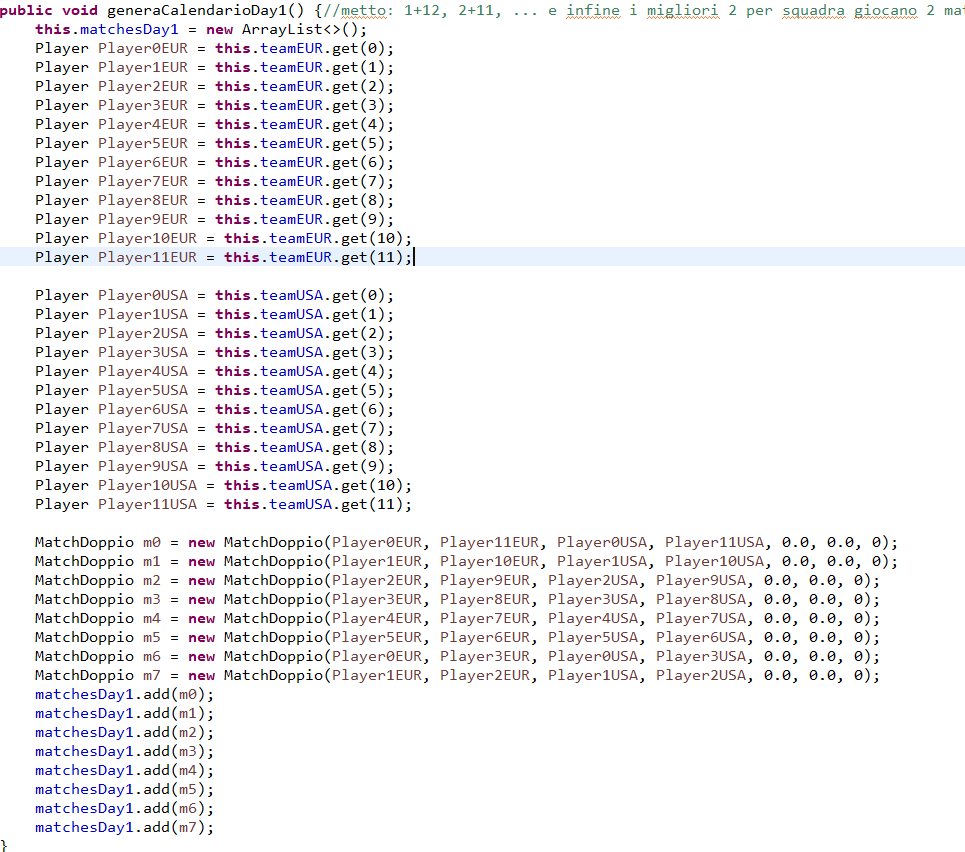 public void generaCalendarioDay1() {//metto: 1+12, 2+11, ... e infine i migliori 2 per squadra giocano 2
this.matchesDay1 = new ArrayList<>();
Player Player0EUR = this.teamEUR.get(0);
Player Player1EUR = this.teamEUR.get(1);
Player Player2EUR = this.teamEUR.get(2);
Player Player3EUR = this.teamEUR.get(3);
Player Player4EUR = this.teamEUR.get(4);
Player Player5EUR = this.teamEUR.get(5);
Player Player6EUR = this.teamEUR.get(6);
Player Player7EUR = this.teamEUR.get(7);
Player Player8EUR = this.teamEUR.get(8);
Player Player9EUR = this.teamEUR.get(9);
Player Player10EUR = this.teamEUR.get(10);
Player Player11EUR = this.teamEUR.get(11);
Player Player0USA = this.teamUSA.get(0);
Player Player1USA = this.teamUSA.get(1);
Player Player2USA = this.teamUSA.get(2);
Player Player3USA = this.teamUSA.get(3);
Player Player4USA = this.teamUSA.get(4);
Player Player5USA = this.teamUSA.get(5);
Player Player6USA = this.teamUSA.get(6);
Player Player7USA = this.teamUSA.get(7);
Player Player8USA = this.teamUSA.get(8);
Player Player9USA = this.teamUSA.get(9);
Player Player10USA = this.teamUSA.get(10);
Player Player11USA = this.teamUSA.get(11);
MatchDoppio m0 = new MatchDoppio(Player0EUR, Player11EUR, Player0USA, Player11USA, 0.0, 0.0, 0);
MatchDoppio m1 = new MatchDoppio(Player1EUR, Player10EUR, Player1USA, Player10USA, 0.0, 0.0, 0);
MatchDoppio m2 = new MatchDoppio(Player2EUR, Player9EUR, Player2USA, Player9USA, 0.0, 0.0, 0);
MatchDoppio m3 = new MatchDoppio(Player3EUR, Player8EUR, Player3USA, Player8USA, 0.0, 0.0, 0);
MatchDoppio m4 = new MatchDoppio(Player4EUR, Player7EUR, Player4USA, Player7USA, 0.0, 0.0, 0);
MatchDoppio m5 = new MatchDoppio(Player5EUR, Player6EUR, Player5USA, Player6USA, 0.0, 0.0, 0);
MatchDoppio m6 = new MatchDoppio(Player0EUR, Player3EUR, Player0USA, Player3USA, 0.0, 0.0, 0);
MatchDoppio m7 = new MatchDoppio(Player1EUR, Player2EUR, Player1USA, Player2USA, 0.0, 0.0, 0);
matchesDay1.add(m0);
matchesDay1.add(m1);
matchesDay1.add(m2);
matchesDay1.add(m3);
matchesDay1.add(m4);
matchesDay1.add(m5);
matchesDay1.add(m6);
matchesDay1.add(m7);
}